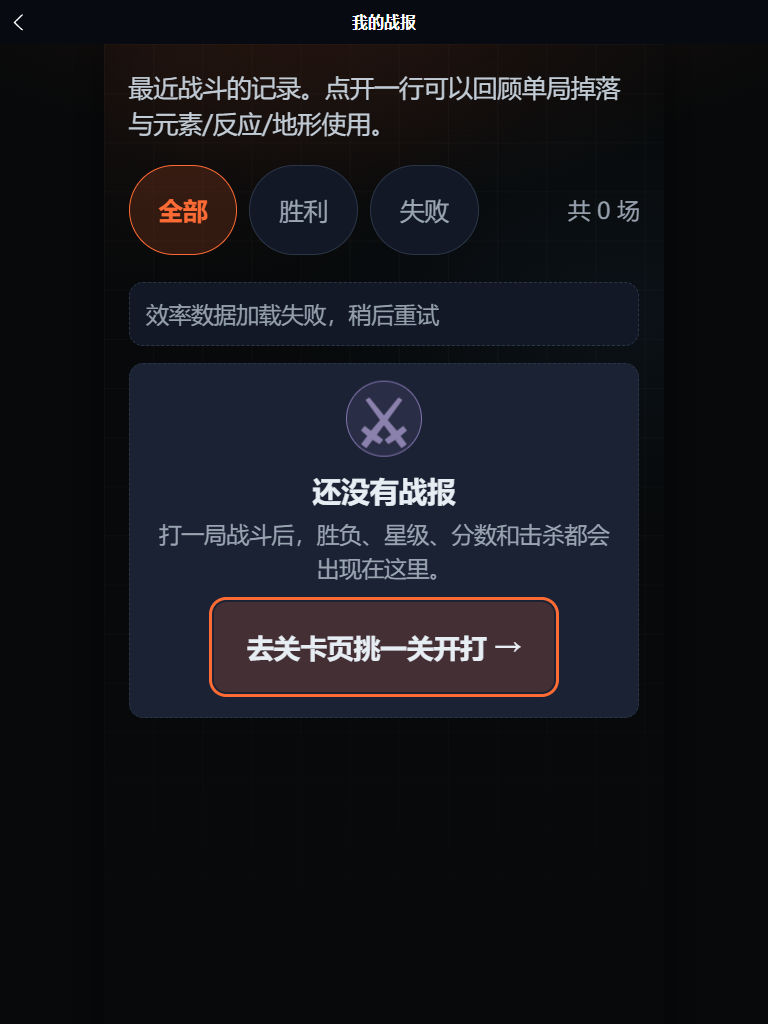 我的战报
最近战斗的记录。点开一行可以回顾单局掉落
与元素/反应/地形使用。
全部 胜利 失败 共 0 场
效率数据加载失败，稍后重试
还没有战报
打一局战斗后，胜负、星级、分数和击杀都会
出现在这里。
去关卡页挑一关开打 →